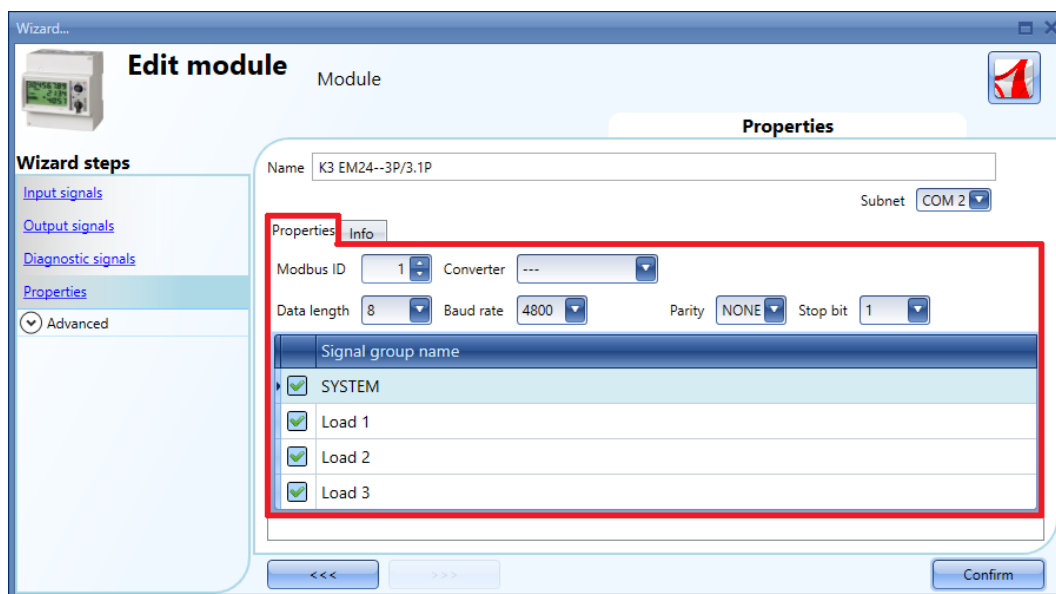 Wizard...
Edit module
Module
Properties
Wizard steps
Input signals
Output signals
Diagnostic signals
Properties
Advanced
Name K3 EM24--3P/3.1P
Subnet COM 2
Properties Info
Modbus ID 1 Converter ---
Data length 8 Baud rate 4800 Parity NONE Stop bit 1
Signal group name
SYSTEM
Load 1
Load 2
Load 3
<<< >>> Confirm